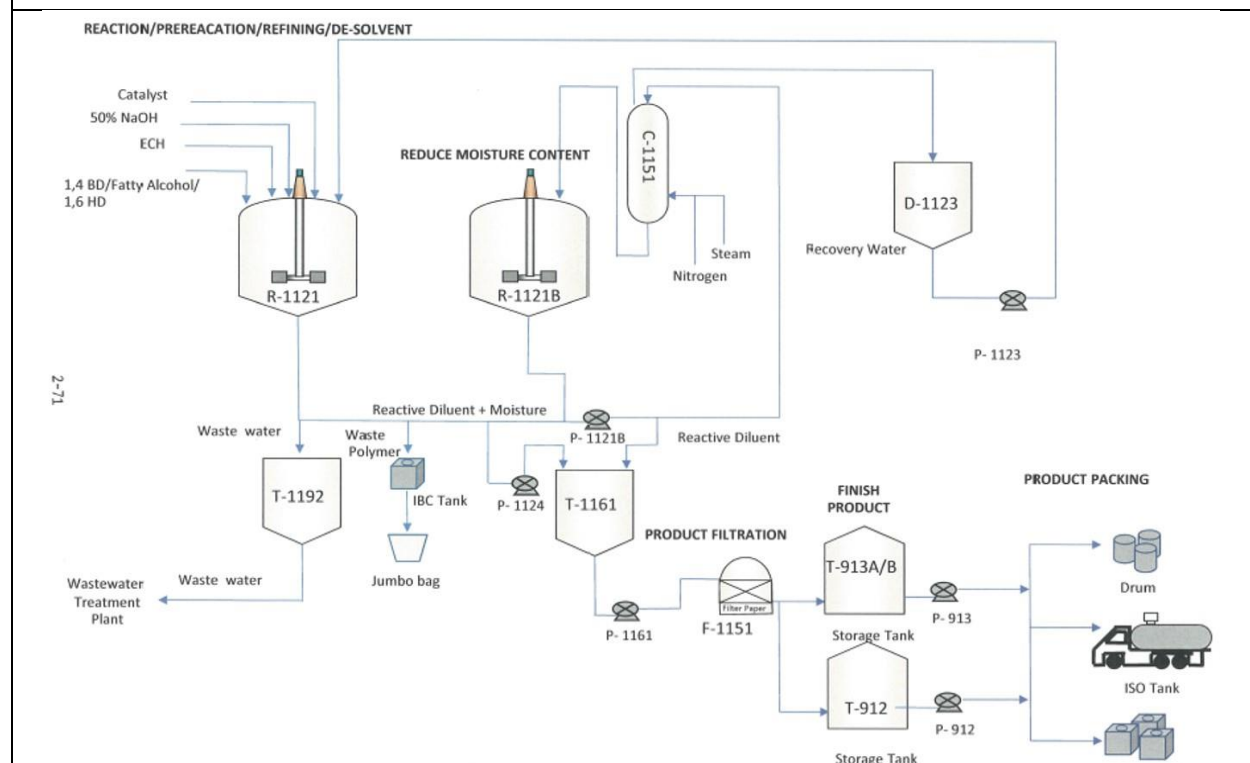 REACTION/PREREACATION/REFINING/DE-SOLVENT
Catalyst
50% NaOH
ECH
1,4 BD/Fatty Alcohol/
1,6 HD
R-1121
REDUCE MOISTURE CONTENT
R-1121B
C-1151
Steam
Nitrogen
D-1123
Recovery Water
P- 1123
2-71
Reactive Diluent + Moisture
P- 1121B
Reactive Diluent
Waste water
Waste
Polymer
T-1192
IBC Tank
P- 1124
T-1161
Jumbo bag
Waste water
Wastewater
Treatment
Plant
PRODUCT FILTRATION
P- 1161
Filter Paper
F-1151
FINISH
PRODUCT
T-913A/B
Storage Tank
P- 913
T-912
P- 912
Storage Tank
PRODUCT PACKING
Drum
ISO Tank